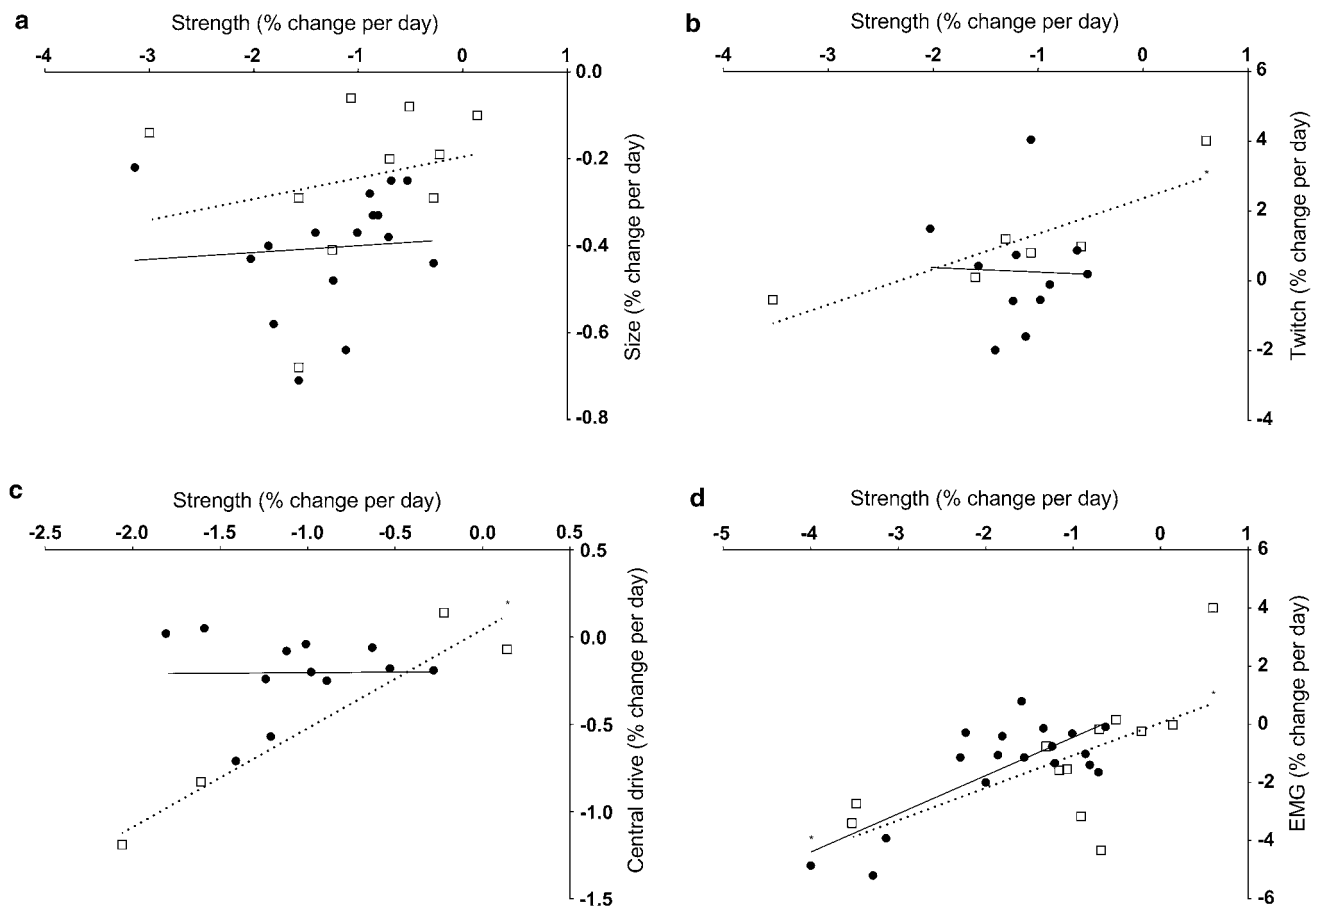 a
Strength (% change per day)
-4 -3 -2 -1 0 1
0.0
-0.2
-0.4
-0.6
-0.8
Size (% change per day)
b
Strength (% change per day)
-4 -3 -2 -1 0 1
6
4
2
0
-2
-4
Twitch (% change per day)
*
c
Strength (% change per day)
-2.5 -2.0 -1.5 -1.0 -0.5 0.0 0.5
0.5
0.0
-0.5
-1.0
-1.5
Central drive (% change per day)
*
d
Strength (% change per day)
-5 -4 -3 -2 -1 0 1
6
4
2
0
-2
-4
-6
EMG (% change per day)
*
*